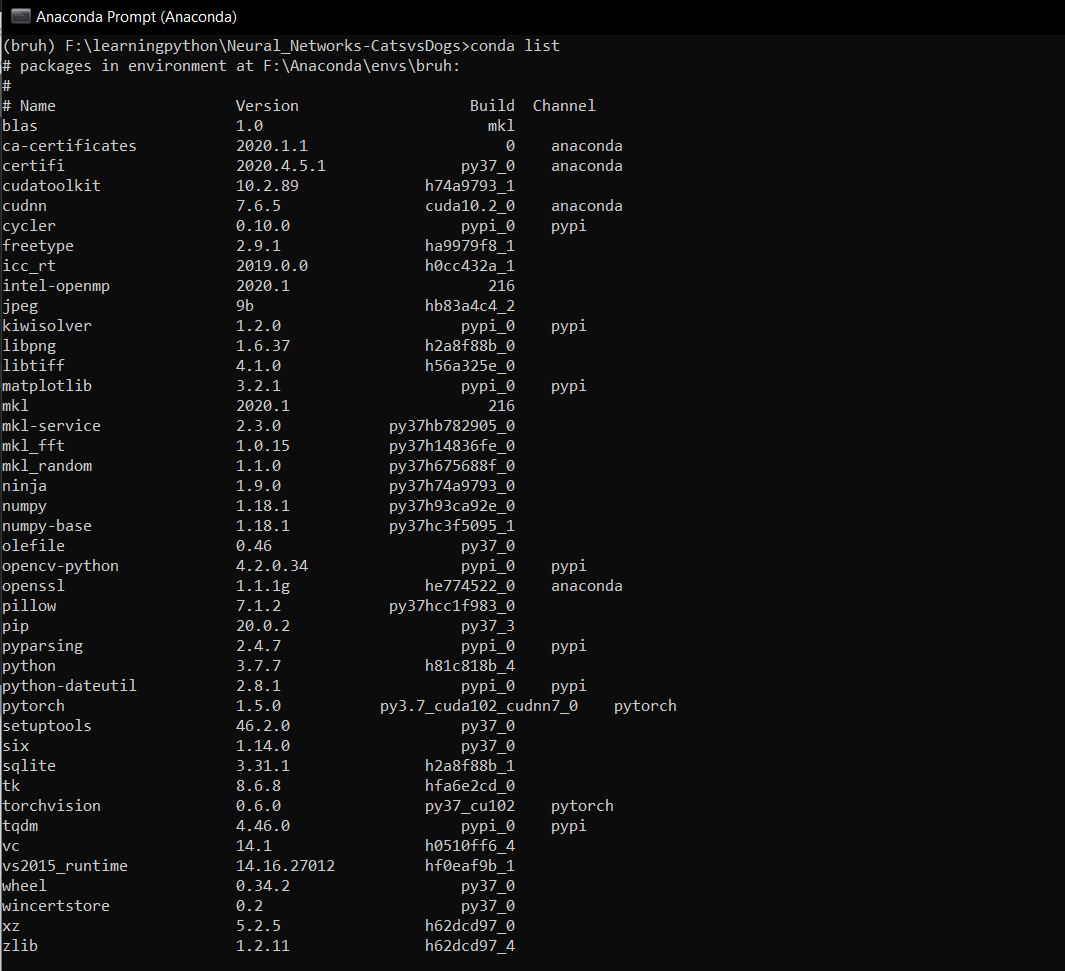 Anaconda Prompt (Anaconda)
(bruh) F:\learningpython\Neural_Networks-CatsvsDogs>conda list
# packages in environment at F:\Anaconda\envs\bruh:
#
# Name                    Version                   Build  Channel
blas                      1.0                         mkl
ca-certificates           2020.1.1                      0    anaconda
certifi                   2020.4.5.1               py37_0    anaconda
cudatoolkit               10.2.89              h74a9793_1
cudnn                     7.6.5                cuda10.2_0    anaconda
cycler                    0.10.0                   pypi_0    pypi
freetype                  2.9.1                ha9979f8_1
icc_rt                    2019.0.0             h0cc432a_1
intel-openmp              2020.1                      216
jpeg                      9b                   hb83a4c4_2
kiwisolver                1.2.0                    pypi_0    pypi
libpng                    1.6.37               h2a8f88b_0
libtiff                   4.1.0                h56a325e_0
matplotlib                3.2.1                    pypi_0    pypi
mkl                       2020.1                      216
mkl-service               2.3.0            py37hb782905_0
mkl_fft                   1.0.15           py37h14836fe_0
mkl_random                1.1.0            py37h675688f_0
ninja                     1.9.0            py37h74a9793_0
numpy                     1.18.1           py37h93ca92e_0
numpy-base                1.18.1           py37hc3f5095_1
olefile                   0.46                     py37_0
opencv-python             4.2.0.34                 pypi_0    pypi
openssl                   1.1.1g               he774522_0    anaconda
pillow                    7.1.2            py37hcc1f983_0
pip                       20.0.2                   py37_3
pyparsing                 2.4.7                    pypi_0    pypi
python                    3.7.7                h81c818b_4
python-dateutil           2.8.1                    pypi_0    pypi
pytorch                   1.5.0           py3.7_cuda102_cudnn7_0    pytorch
setuptools                46.2.0                   py37_0
six                       1.14.0                   py37_0
sqlite                    3.31.1               h2a8f88b_1
tk                        8.6.8                hfa6e2cd_0
torchvision               0.6.0                py37_cu102    pytorch
tqdm                      4.46.0                   pypi_0    pypi
vc                        14.1                 h0510ff6_4
vs2015_runtime            14.16.27012          hf0eaf9b_1
wheel                     0.34.2                   py37_0
wincertstore              0.2                      py37_0
xz                        5.2.5                h62dcd97_0
zlib                      1.2.11               h62dcd97_4